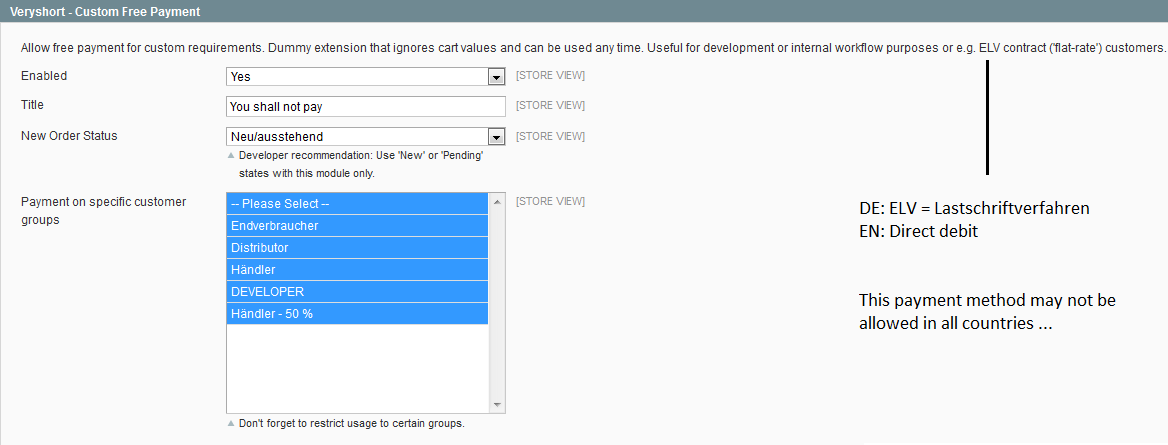 Veryshort - Custom Free Payment
Allow free payment for custom requirements. Dummy extension that ignores cart values and can be used any time. Useful for development or internal workflow purposes or e.g. ELV contract ('flat-rate') customers.
Enabled
Yes
[STORE VIEW]
Title
You shall not pay
[STORE VIEW]
New Order Status
Neu/ausstehend
[STORE VIEW]
Developer recommendation: Use 'New' or 'Pending'
states with this module only.
Payment on specific customer
groups
-- Please Select --
[STORE VIEW]
Endverbraucher
Distributor
Händler
DEVELOPER
Händler - 50 %
Don't forget to restrict usage to certain groups.
DE: ELV = Lastschriftverfahren
EN: Direct debit
This payment method may not be
allowed in all countries ...